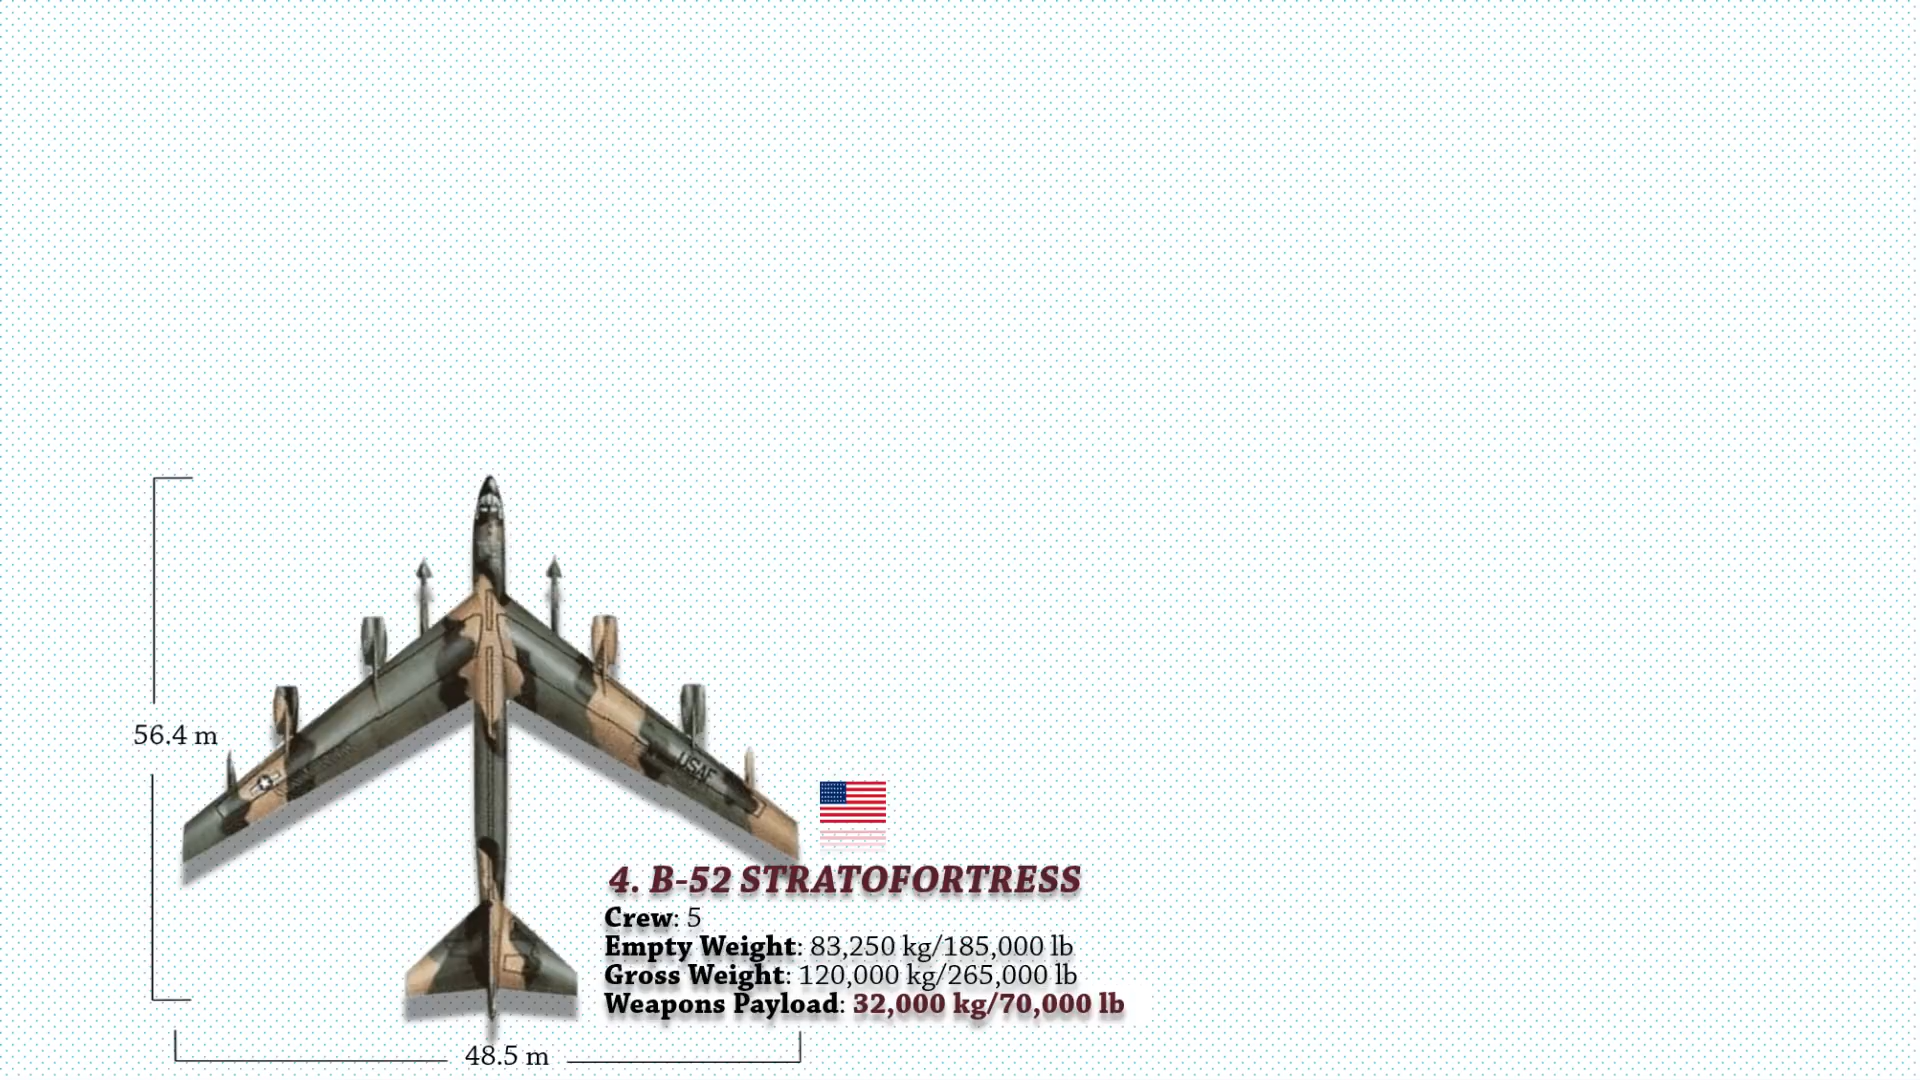 56.4 m
USAF
4. B-52 STRATOFORTRESS
Crew: 5
Empty Weight: 83,250 kg/185,000 lb
Gross Weight: 120,000 kg/265,000 lb
Weapons Payload: 32,000 kg/70,000 lb
48.5 m